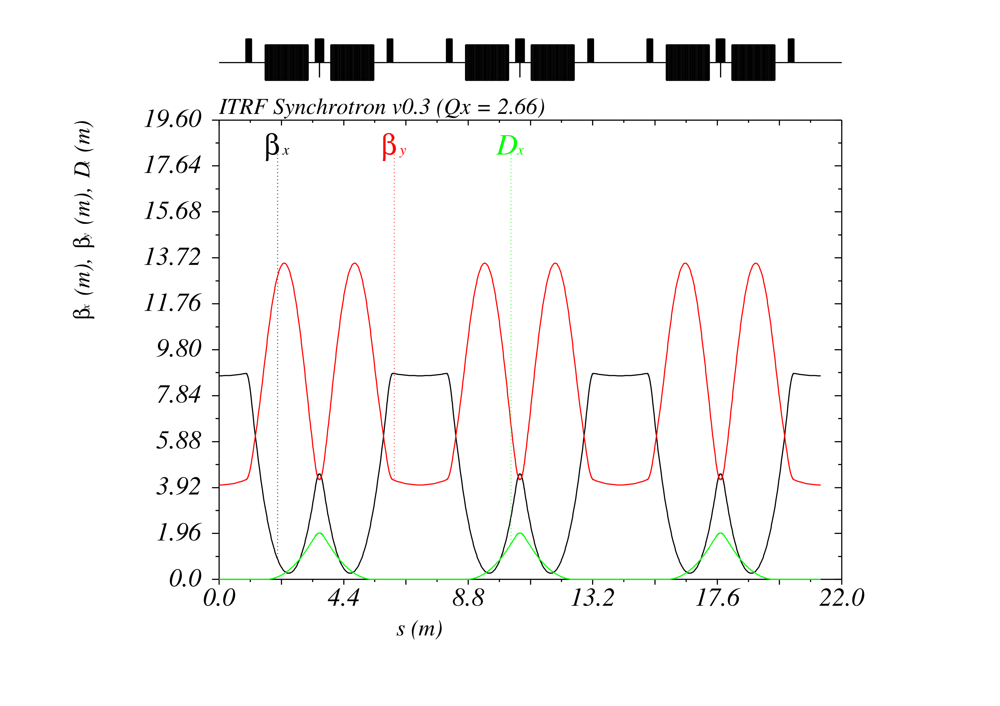 ITRF Synchrotron v0.3 (Qx = 2.66)
βx (m), βy (m), Dx (m)
19.60
17.64
15.68
13.72
11.76
9.80
7.84
5.88
3.92
1.96
0.0
βx
βy
Dx
0.0 4.4 8.8 13.2 17.6 22.0
s (m)